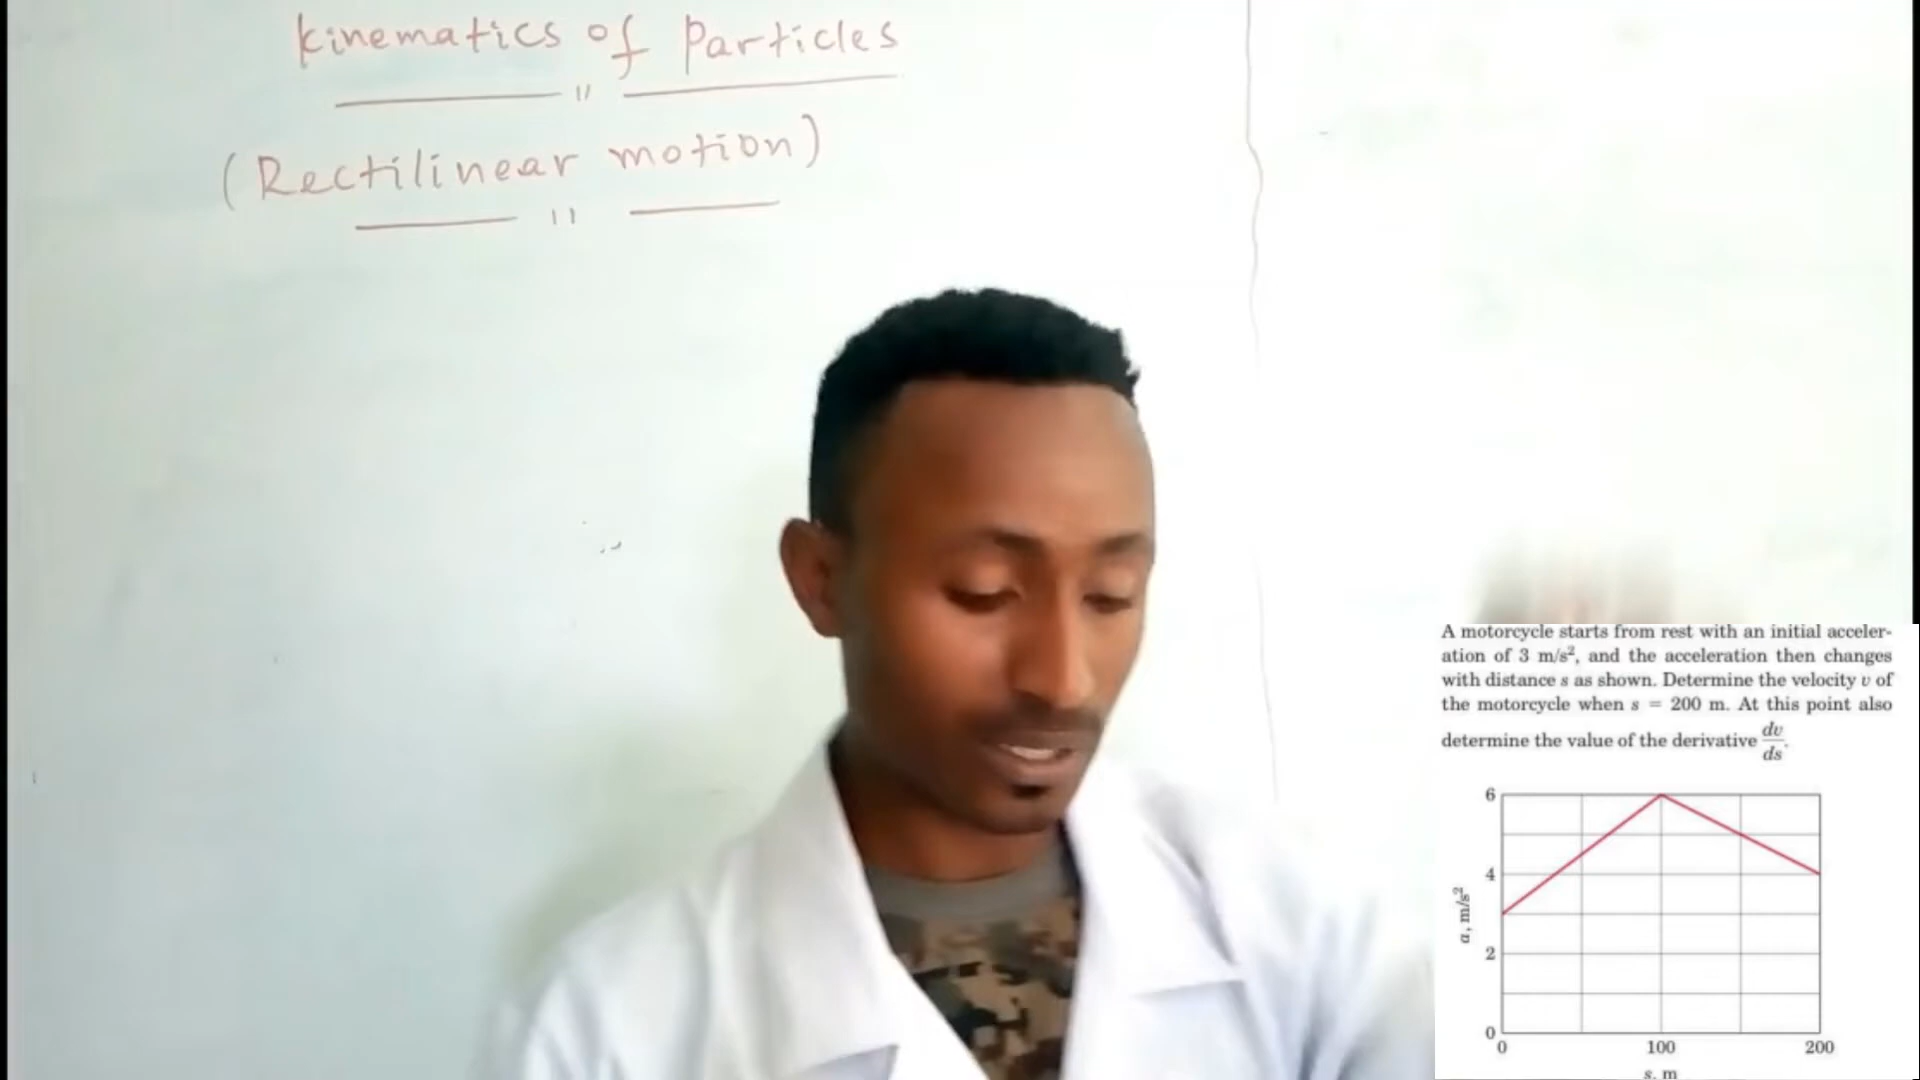 kinematics of Particles
(Rectilinear motion)
A motorcycle starts from rest with an initial acceler-
ation of 3 m/s², and the acceleration then changes
with distance s as shown. Determine the velocity v of
the motorcycle when s = 200 m. At this point also
determine the value of the derivative dv/ds.
6
4
2
0
a, m/s²
0 100 200
s, m